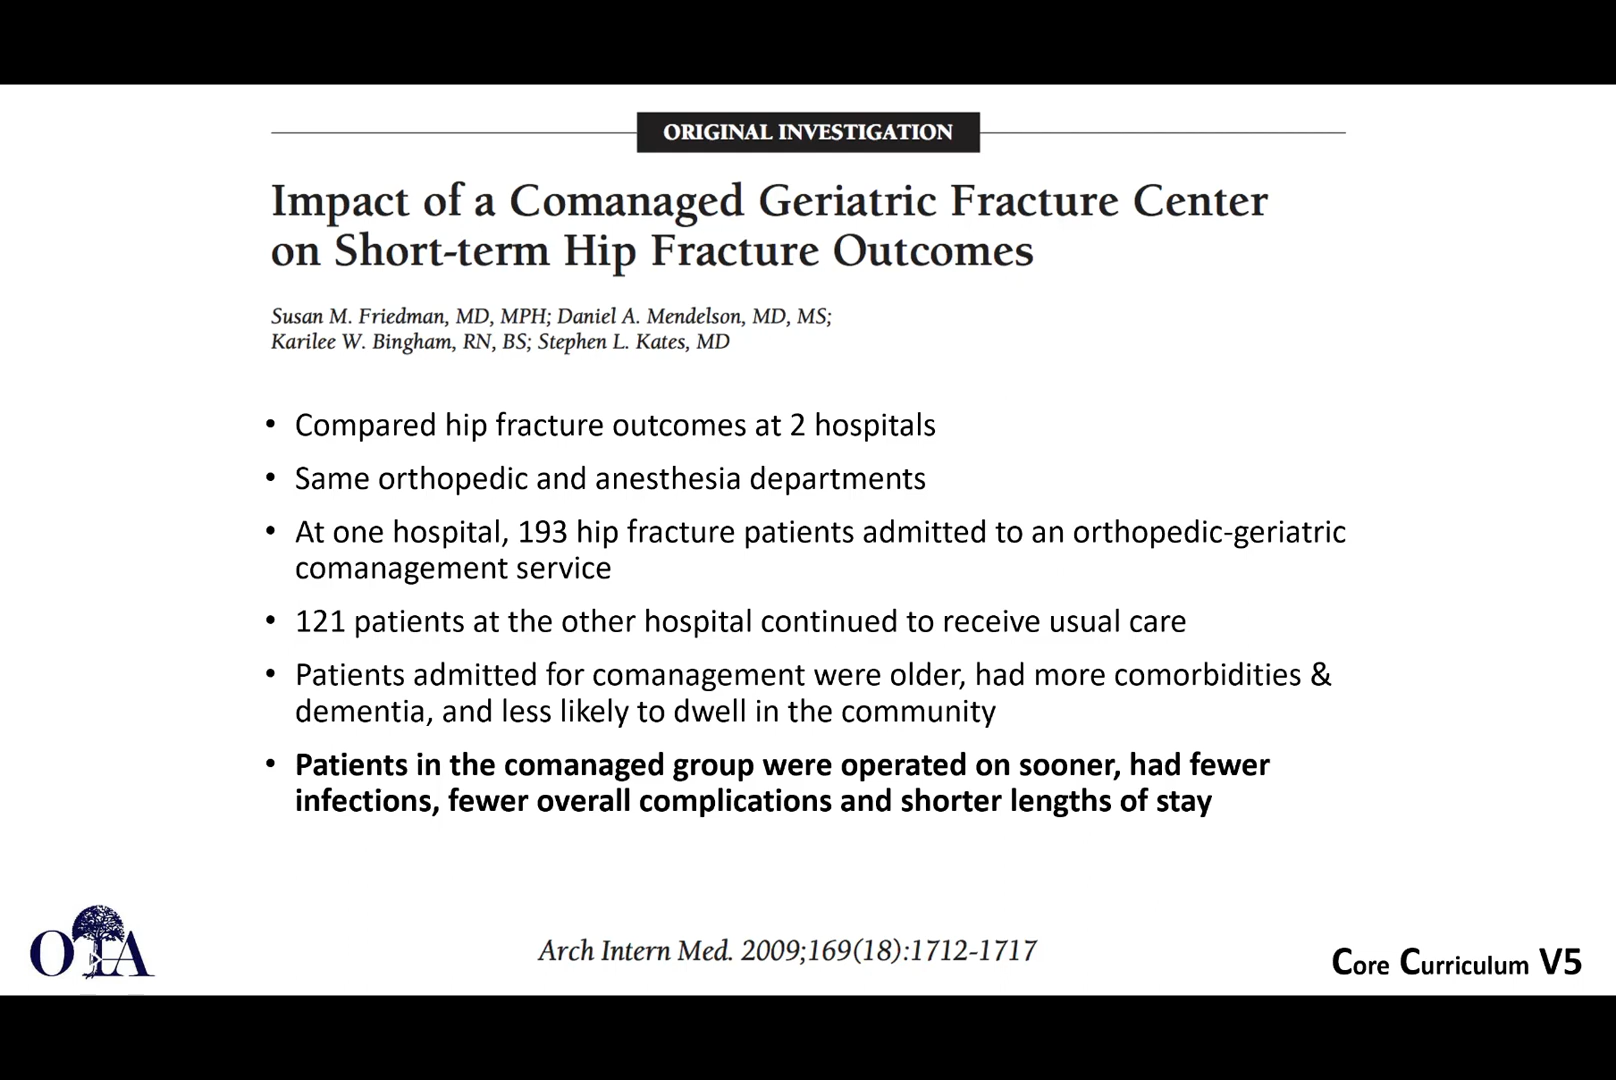 ORIGINAL INVESTIGATION
Impact of a Comanaged Geriatric Fracture Center
on Short-term Hip Fracture Outcomes
Susan M. Friedman, MD, MPH; Daniel A. Mendelson, MD, MS;
Karilee W. Bingham, RN, BS; Stephen L. Kates, MD
• Compared hip fracture outcomes at 2 hospitals
• Same orthopedic and anesthesia departments
• At one hospital, 193 hip fracture patients admitted to an orthopedic-geriatric
comanagement service
• 121 patients at the other hospital continued to receive usual care
• Patients admitted for comanagement were older, had more comorbidities &
dementia, and less likely to dwell in the community
• Patients in the comanaged group were operated on sooner, had fewer
infections, fewer overall complications and shorter lengths of stay
OTA
Arch Intern Med. 2009;169(18):1712-1717
Core Curriculum V5